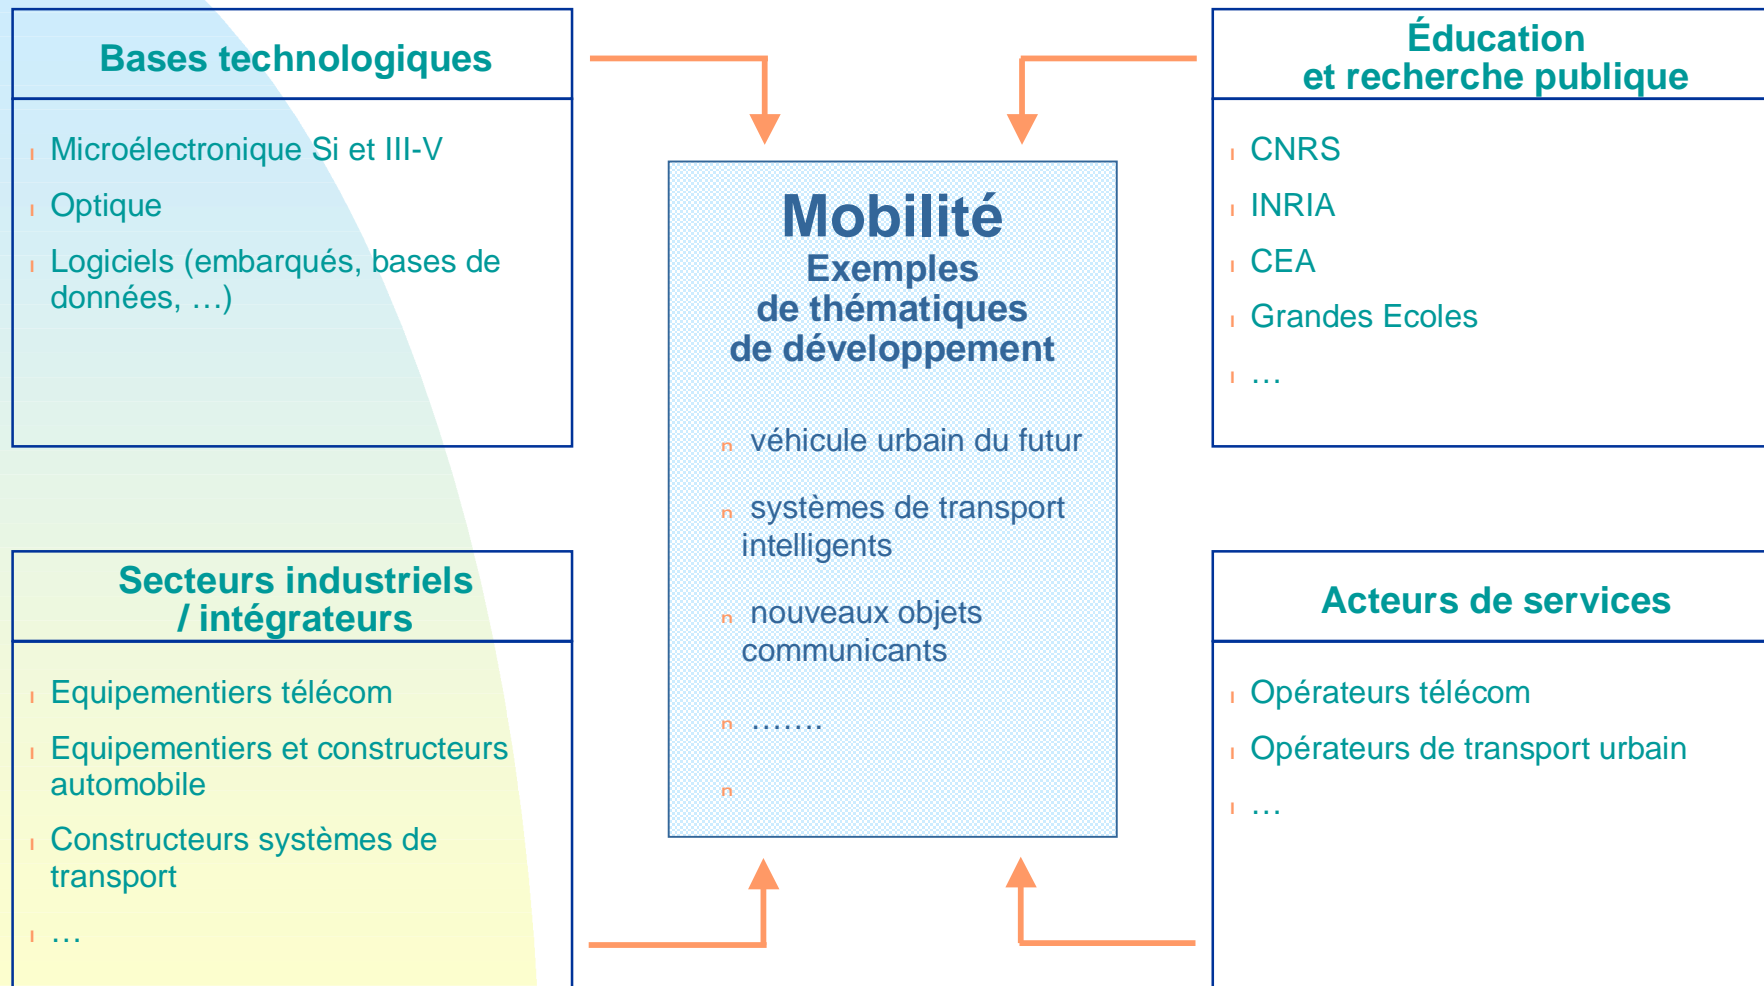 Bases technologiques
Microélectronique Si et III-V
Optique
Logiciels (embarqués, bases de
données, …)
Éducation
et recherche publique
CNRS
INRIA
CEA
Grandes Ecoles
…
Mobilité
Exemples
de thématiques
de développement
n véhicule urbain du futur
n systèmes de transport
intelligents
n nouveaux objets
communicants
n …….
n
Secteurs industriels
/ intégrateurs
Equipementiers télécom
Equipementiers et constructeurs
automobile
Constructeurs systèmes de
transport
…
Acteurs de services
Opérateurs télécom
Opérateurs de transport urbain
…